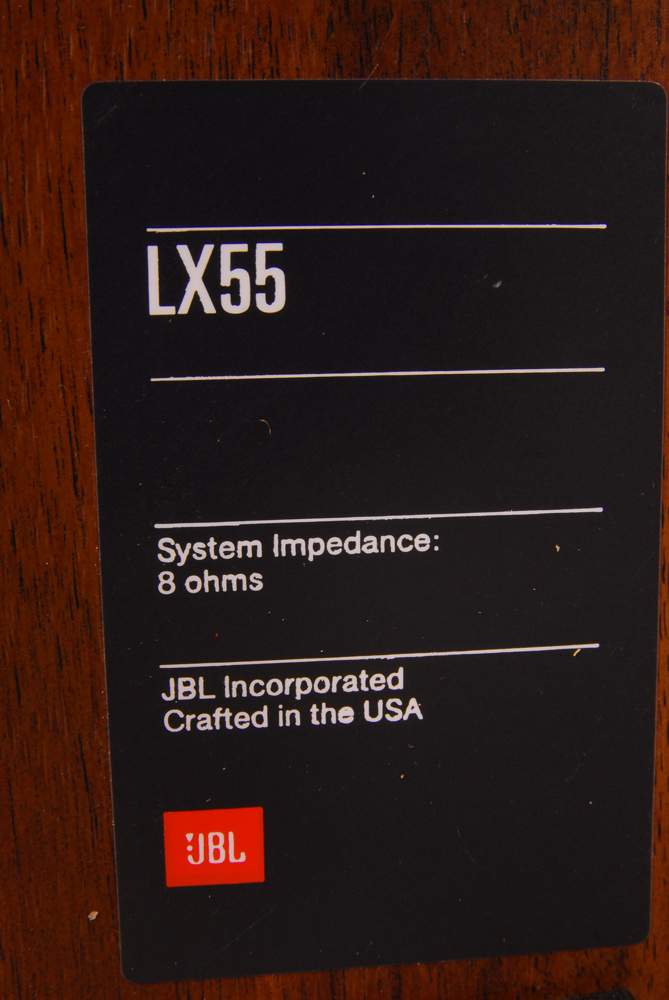 LX55
System Impedance:
8 ohms
JBL Incorporated
Crafted in the USA
JBL